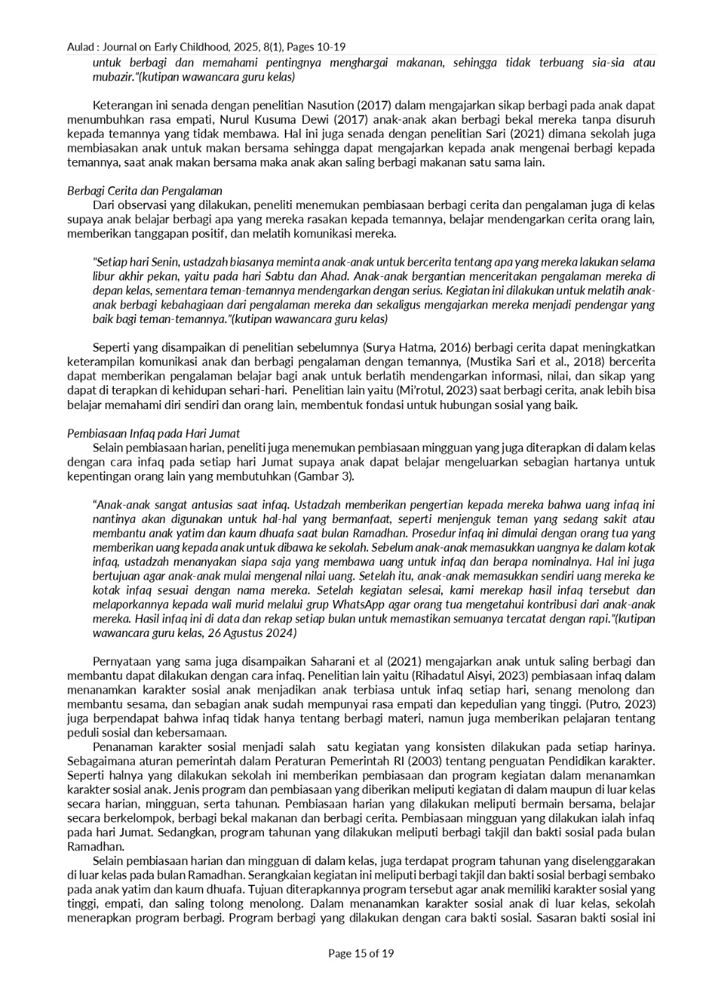 Aulad : Journal on Early Childhood, 2025, 8(1), Pages 10-19
untuk berbagi dan memahami pentingnya menghargai makanan, sehingga tidak terbuang sia-sia atau
mubazir.”(kutipan wawancara guru kelas)
Keterangan ini senada dengan penelitian Nasution (2017) dalam mengajarkan sikap berbagi pada anak dapat
menumbuhkan rasa empati, Nurul Kusuma Dewi (2017) anak-anak akan berbagi bekal mereka tanpa disuruh
kepada temannya yang tidak membawa. Hal ini juga senada dengan penelitian Sari (2021) dimana sekolah juga
membiasakan anak untuk makan bersama sehingga dapat mengajarkan kepada anak mengenai berbagi kepada
temannya, saat anak makan bersama maka anak akan saling berbagi makanan satu sama lain.
Berbagi Cerita dan Pengalaman
Dari observasi yang dilakukan, peneliti menemukan pembiasaan berbagi cerita dan pengalaman juga di kelas
supaya anak belajar berbagi apa yang mereka rasakan kepada temannya, belajar mendengarkan cerita orang lain,
memberikan tanggapan positif, dan melatih komunikasi mereka.
"Setiap hari Senin, ustadzah biasanya meminta anak-anak untuk bercerita tentang apa yang mereka lakukan selama
libur akhir pekan, yaitu pada hari Sabtu dan Ahad. Anak-anak bergantian menceritakan pengalaman mereka di
depan kelas, sementara teman-temannya mendengarkan dengan serius. Kegiatan ini dilakukan untuk melatih anak-
anak berbagi kebahagiaan dari pengalaman mereka dan sekaligus mengajarkan mereka menjadi pendengar yang
baik bagi teman-temannya.”(kutipan wawancara guru kelas)
Seperti yang disampaikan di penelitian sebelumnya (Surya Hatma, 2016) berbagi cerita dapat meningkatkan
keterampilan komunikasi anak dan berbagi pengalaman dengan temannya, (Mustika Sari et al., 2018) bercerita
dapat memberikan pengalaman belajar bagi anak untuk berlatih mendengarkan informasi, nilai, dan sikap yang
dapat di terapkan di kehidupan sehari-hari. Penelitian lain yaitu (Mi’rotul, 2023) saat berbagi cerita, anak lebih bisa
belajar memahami diri sendiri dan orang lain, membentuk fondasi untuk hubungan sosial yang baik.
Pembiasaan Infaq pada Hari Jumat
Selain pembiasaan harian, peneliti juga menemukan pembiasaan mingguan yang juga diterapkan di dalam kelas
dengan cara infaq pada setiap hari Jumat supaya anak dapat belajar mengeluarkan sebagian hartanya untuk
kepentingan orang lain yang membutuhkan (Gambar 3).
“Anak-anak sangat antusias saat infaq. Ustadzah memberikan pengertian kepada mereka bahwa uang infaq ini
nantinya akan digunakan untuk hal-hal yang bermanfaat, seperti menjenguk teman yang sedang sakit atau
membantu anak yatim dan kaum dhuafa saat bulan Ramadhan. Prosedur infaq ini dimulai dengan orang tua yang
memberikan uang kepada anak untuk dibawa ke sekolah. Sebelum anak-anak memasukkan uangnya ke dalam kotak
infaq, ustadzah menanyakan siapa saja yang membawa uang untuk infaq dan berapa nominalnya. Hal ini juga
bertujuan agar anak-anak mulai mengenal nilai uang. Setelah itu, anak-anak memasukkan sendiri uang mereka ke
kotak infaq sesuai dengan nama mereka. Setelah kegiatan selesai, kami merekap hasil infaq tersebut dan
melaporkannya kepada wali murid melalui grup WhatsApp agar orang tua mengetahui kontribusi dari anak-anak
mereka. Hasil infaq ini di data dan rekap setiap bulan untuk memastikan semuanya tercatat dengan rapi.”(kutipan
wawancara guru kelas, 26 Agustus 2024)
Pernyataan yang sama juga disampaikan Saharani et al (2021) mengajarkan anak untuk saling berbagi dan
membantu dapat dilakukan dengan cara infaq. Penelitian lain yaitu (Rihadatul Aisyi, 2023) pembiasaan infaq dalam
menanamkan karakter sosial anak menjadikan anak terbiasa untuk infaq setiap hari, senang menolong dan
membantu sesama, dan sebagian anak sudah mempunyai rasa empati dan kepedulian yang tinggi. (Putro, 2023)
juga berpendapat bahwa infaq tidak hanya tentang berbagi materi, namun juga memberikan pelajaran tentang
peduli sosial dan kebersamaan.
Penanaman karakter sosial menjadi salah satu kegiatan yang konsisten dilakukan pada setiap harinya.
Sebagaimana aturan pemerintah dalam Peraturan Pemerintah RI (2003) tentang penguatan Pendidikan karakter.
Seperti halnya yang dilakukan sekolah ini memberikan pembiasaan dan program kegiatan dalam menanamkan
karakter sosial anak. Jenis program dan pembiasaan yang diberikan meliputi kegiatan di dalam maupun di luar kelas
secara harian, mingguan, serta tahunan. Pembiasaan harian yang dilakukan meliputi bermain bersama, belajar
secara berkelompok, berbagi bekal makanan dan berbagi cerita. Pembiasaan mingguan yang dilakukan ialah infaq
pada hari Jumat. Sedangkan, program tahunan yang dilakukan meliputi berbagi takjil dan bakti sosial pada bulan
Ramadhan.
Selain pembiasaan harian dan mingguan di dalam kelas, juga terdapat program tahunan yang diselenggarakan
di luar kelas pada bulan Ramadhan. Serangkaian kegiatan ini meliputi berbagi takjil dan bakti sosial berbagi sembako
pada anak yatim dan kaum dhuafa. Tujuan diterapkannya program tersebut agar anak memiliki karakter sosial yang
tinggi, empati, dan saling tolong menolong. Dalam menanamkan karakter sosial anak di luar kelas, sekolah
menerapkan program berbagi. Program berbagi yang dilakukan dengan cara bakti sosial. Sasaran bakti sosial ini
Page 15 of 19